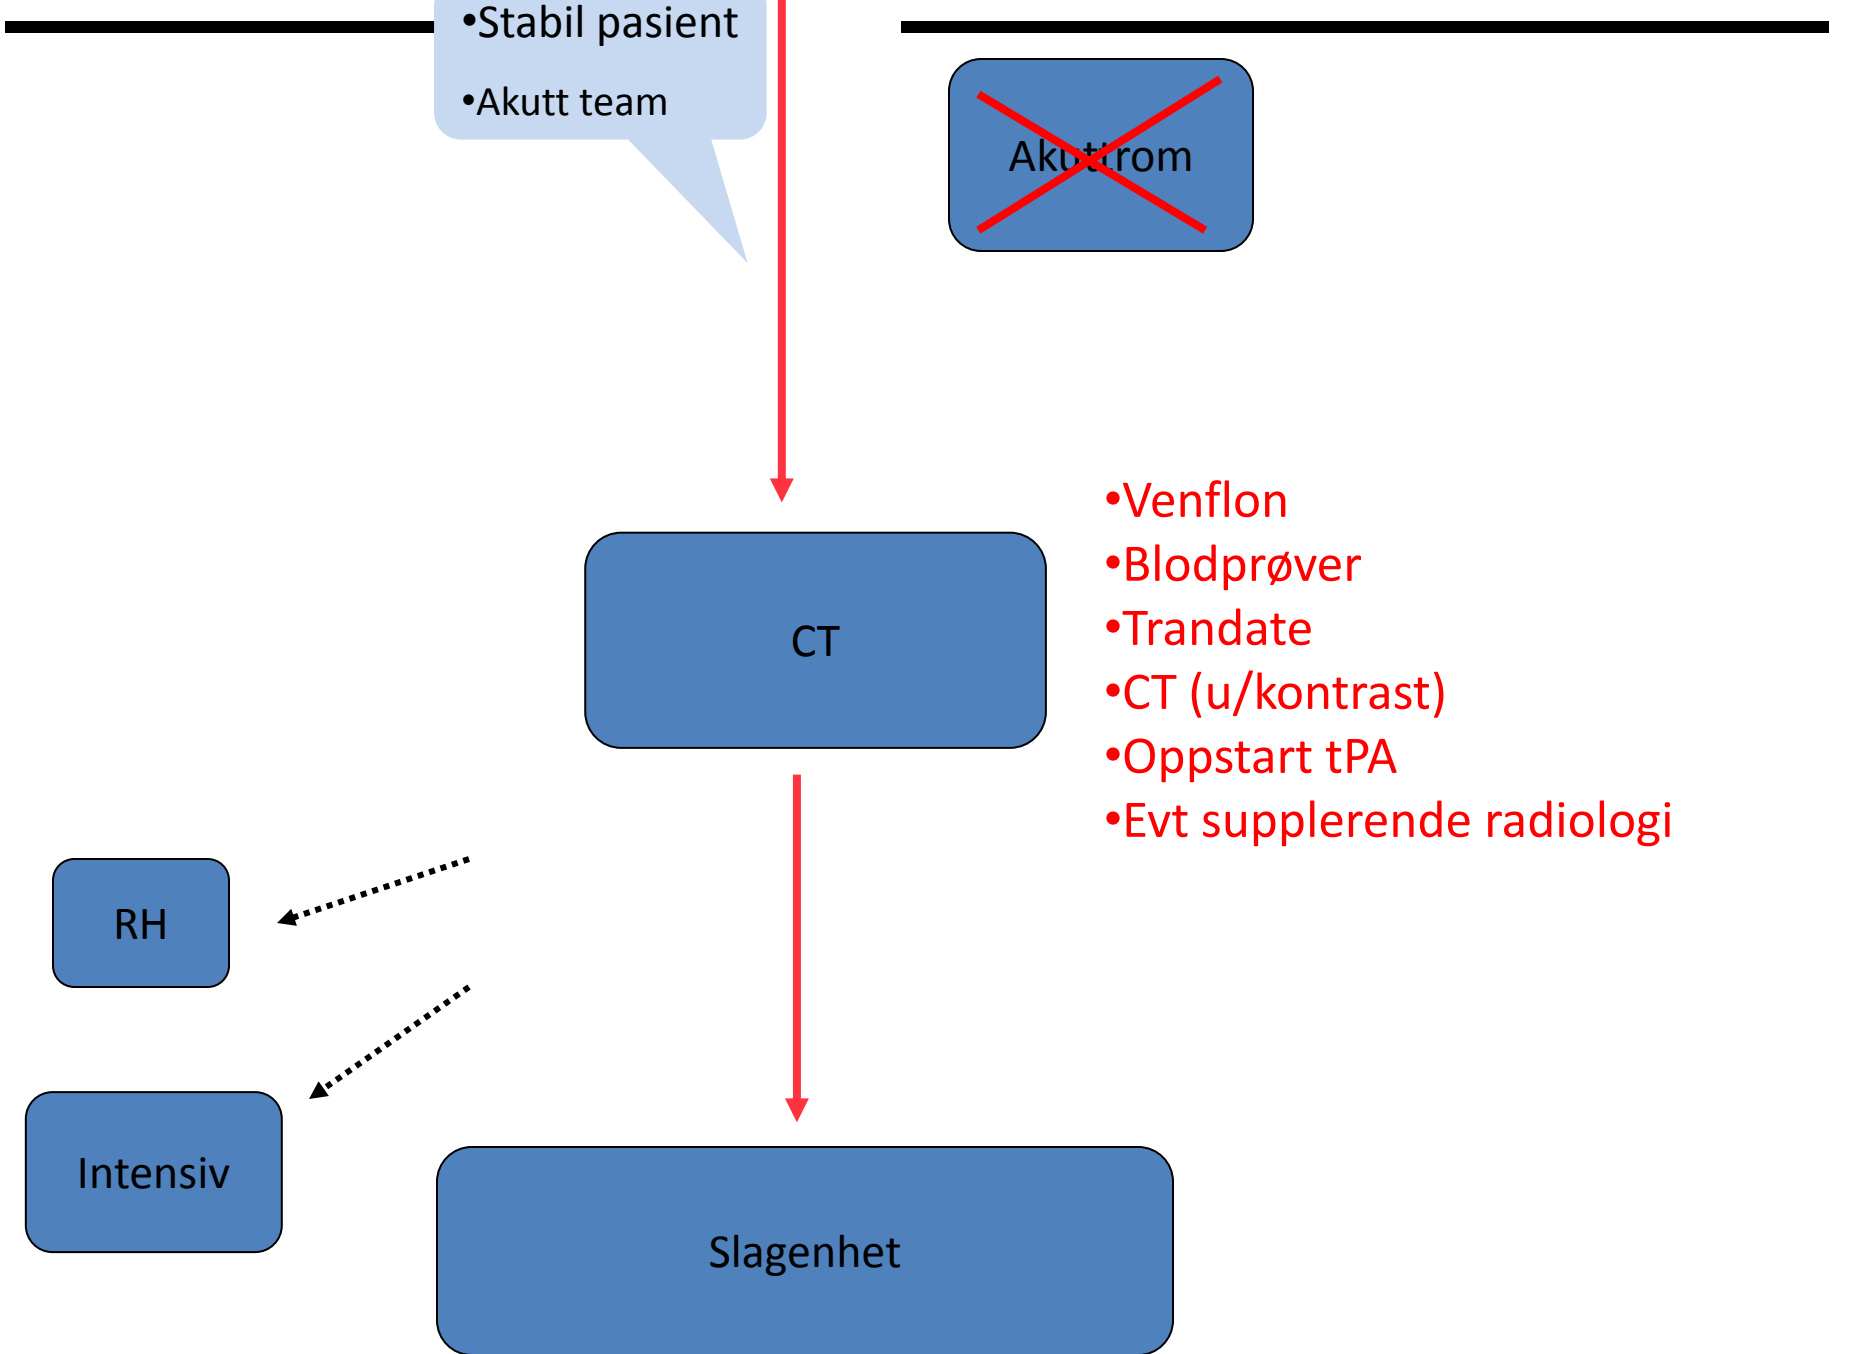 •Stabil pasient
•Akutt team
Akuttrom
•Venflon
•Blodprøver
•Trandate
•CT (u/kontrast)
•Oppstart tPA
•Evt supplerende radiologi
CT
RH
Intensiv
Slagenhet